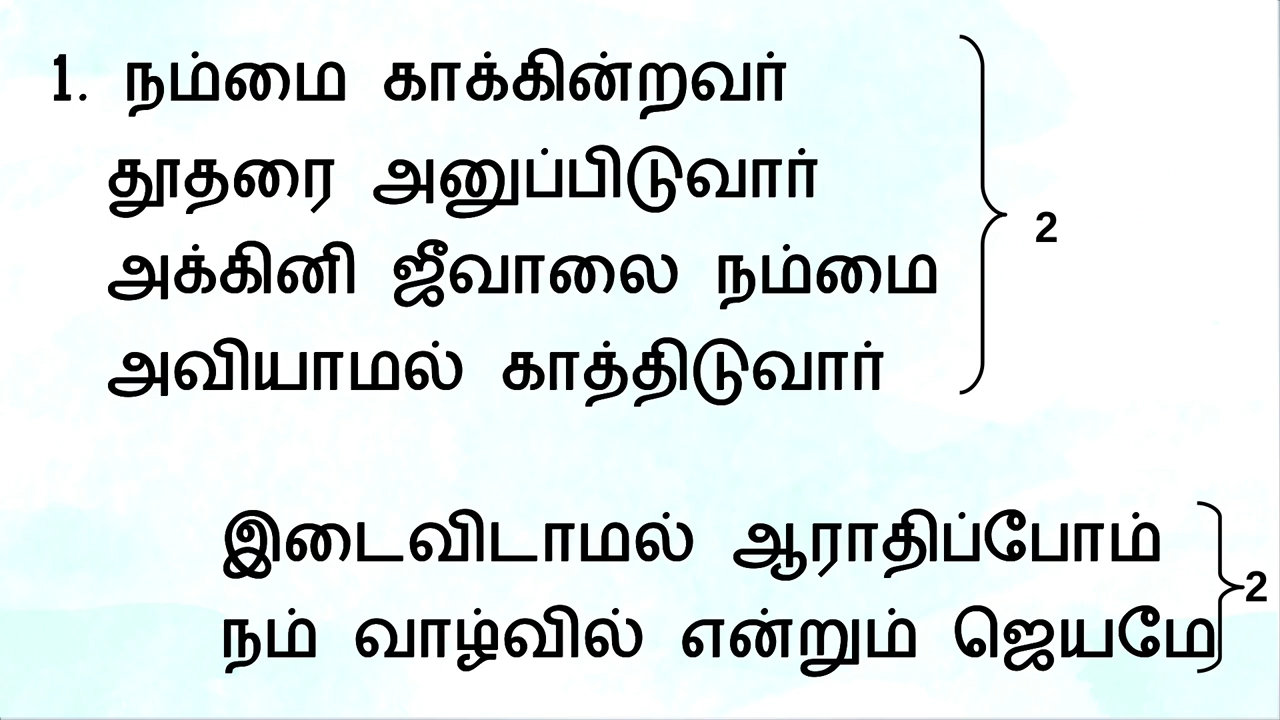 1. நம்மை காக்கின்றவர்
தூதரை அனுப்பிடுவார்
அக்கினி ஜீவாலை நம்மை
அவியாமல் காத்திடுவார்
2
இடைவிடாமல் ஆராதிப்போம்
நம் வாழ்வில் என்றும் ஜெயமே
2